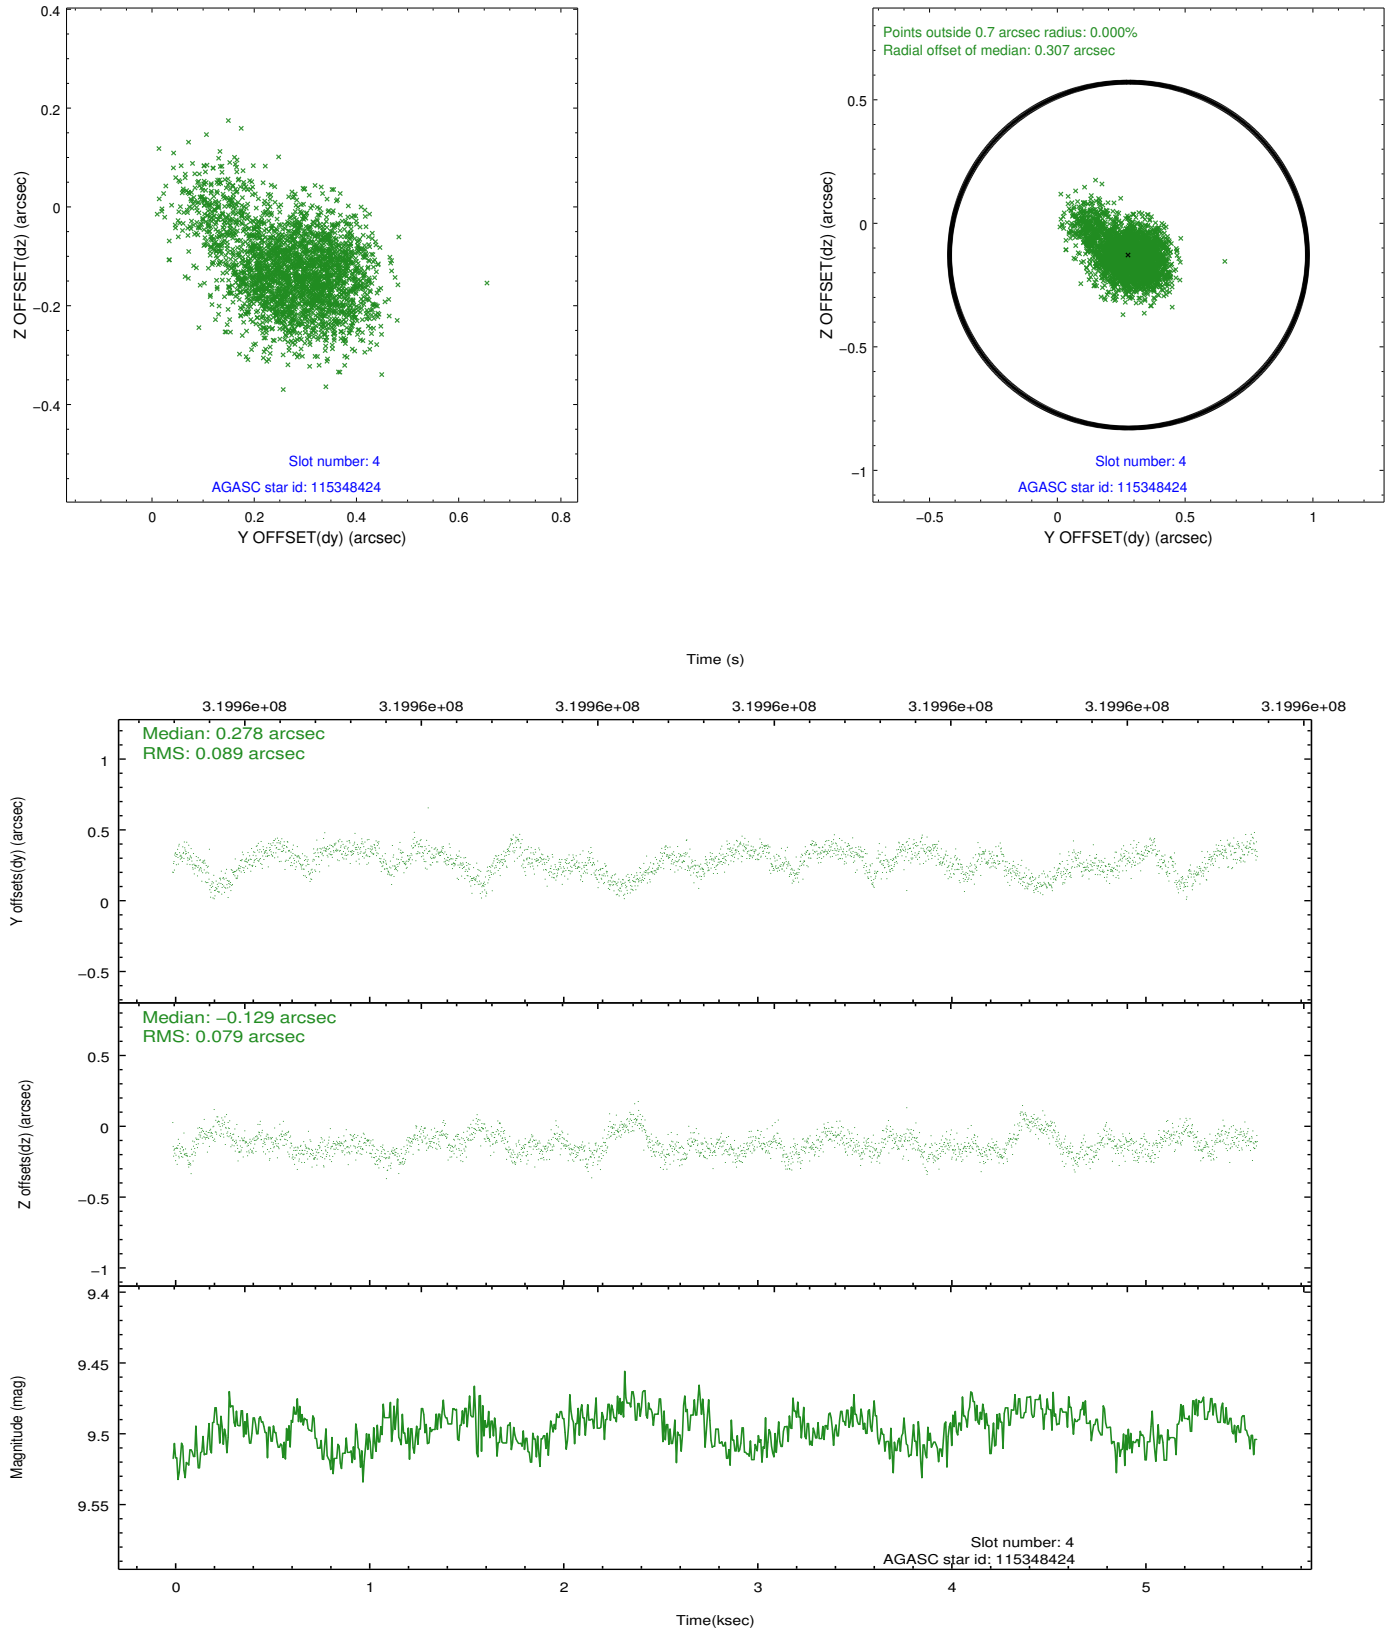 0.4
0.2
0
−0.2
−0.4
Z OFFSET(dz) (arcsec)
Slot number: 4
AGASC star id: 115348424
0 0.2 0.4 0.6 0.8
Y OFFSET(dy) (arcsec)
Points outside 0.7 arcsec radius: 0.000%
Radial offset of median: 0.307 arcsec
0.5
0
−0.5
−1
Z OFFSET(dz) (arcsec)
Slot number: 4
AGASC star id: 115348424
−0.5 0 0.5 1
Y OFFSET(dy) (arcsec)
Time (s)
3.1996e+08 3.1996e+08 3.1996e+08 3.1996e+08 3.1996e+08 3.1996e+08 3.1996e+08
Median: 0.278 arcsec
RMS: 0.089 arcsec
1
0.5
0
−0.5
Y offsets(dy) (arcsec)
Median: −0.129 arcsec
RMS: 0.079 arcsec
0.5
0
−0.5
−1
Z offsets(dz) (arcsec)
9.4
9.45
9.5
9.55
Magnitude (mag)
Slot number: 4
AGASC star id: 115348424
0 1 2 3 4 5
Time(ksec)